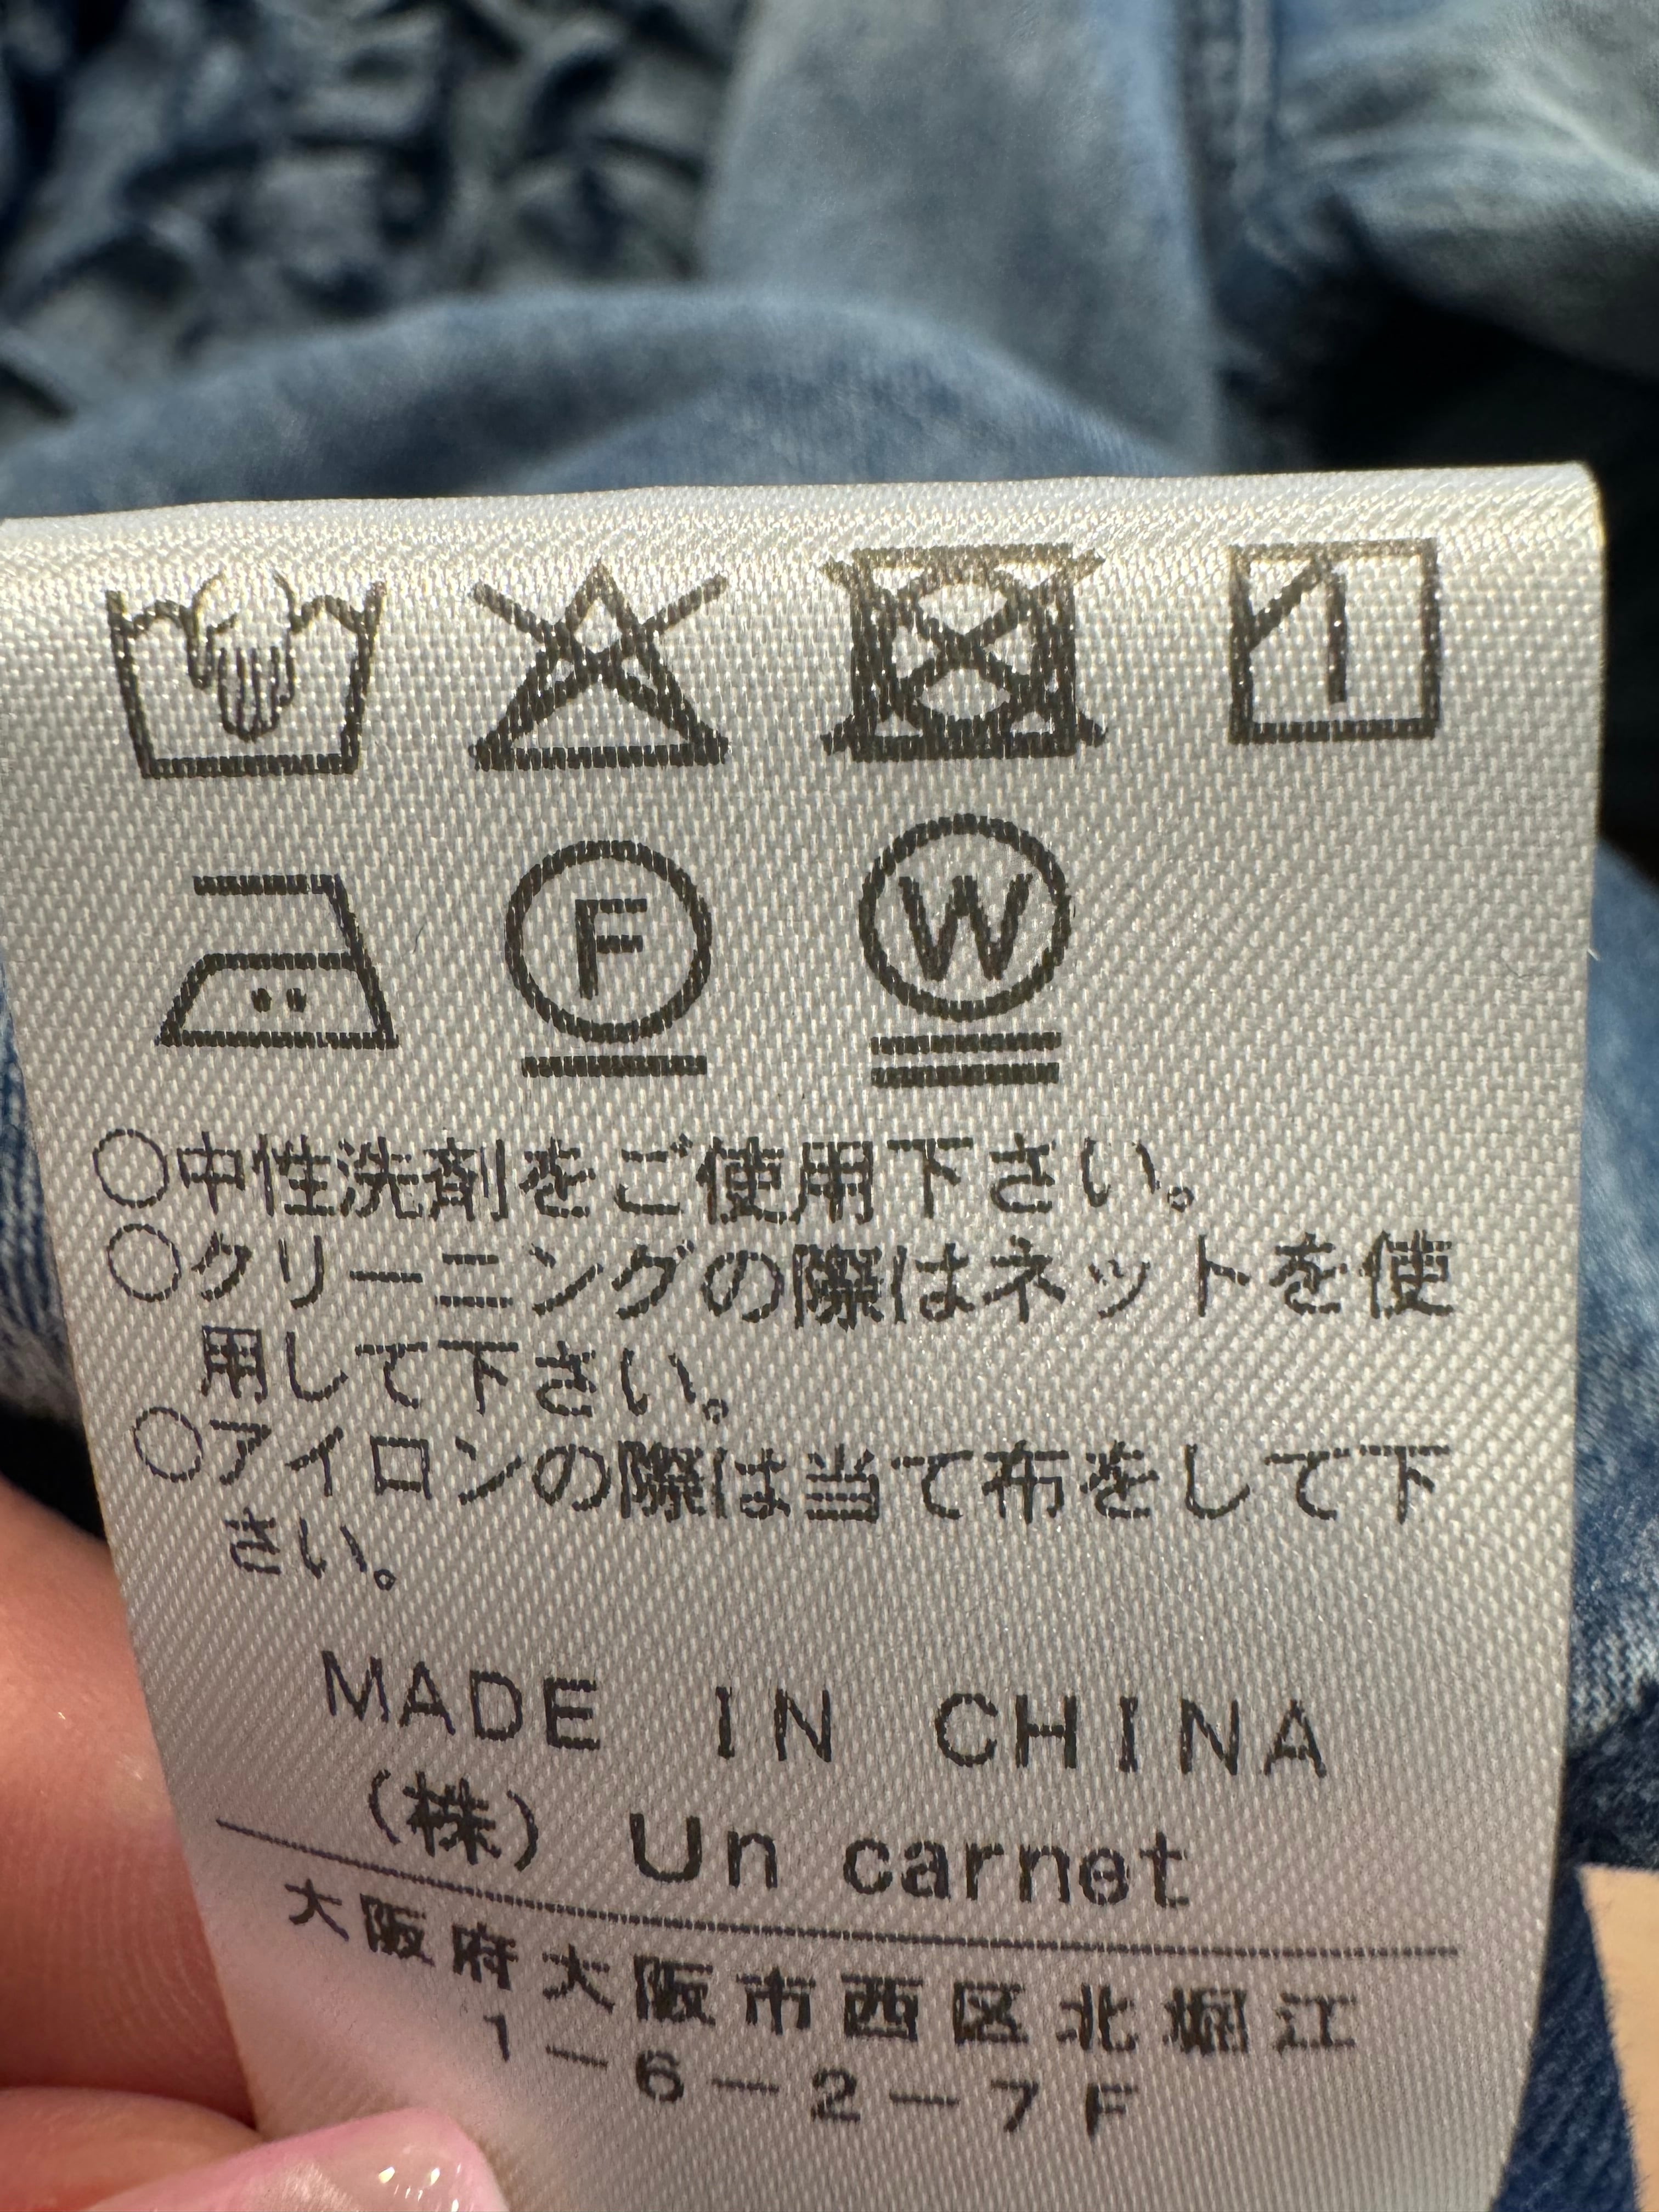 F W
○中性洗剤をご使用下さい。
○クリーニングの際はネットを使
用して下さい。
○アイロンの際は当て布をして下
さい。
MADE IN CHINA
(株) Un carnet
大阪府大阪市西区北堀江
1-6-2-7F